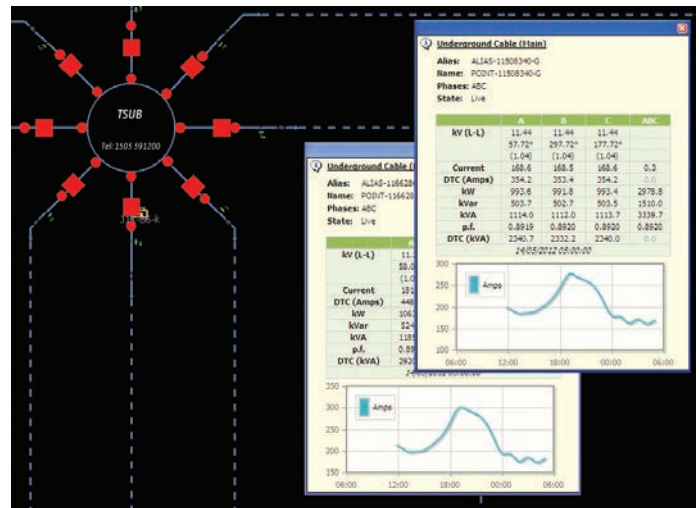 TSUB
Tel: 1505 591200
Underground Cable (Main)
Alias: ALIAS-11508340-G
Name: POINT-11508340-G
Phases: ABC
State: Live
A B C ABC
kV (L-L) 11.44 11.44 11.44
57.72° 297.72° 177.72°
(1.04) (1.04) (1.04)
Current 168.6 168.5 168.6 0.3
DTC (Amps) 354.2 353.4 354.2 0.0
kW 993.6 991.8 993.4 2978.8
kVar 503.7 502.7 503.5 1510.0
kVA 1114.0 1112.0 1113.7 3339.7
p.f. 0.8919 0.8920 0.8920 0.8920
DTC (kVA) 2340.7 2332.2 2340.0 0.0
14/05/2012 05:00:00
300
250
200
150
100
Amps
06:00 12:00 18:00 00:00 06:00
Underground Cable (
Alias:
Name:
Phases: ABC
State: Live
kV (L-L)
Current
DTC (Amps)
kW
kVar
kVA
p.f.
DTC (kVA)
350
300
250
200
150
Amps
06:00 12:00 18:00 00:00 06:00